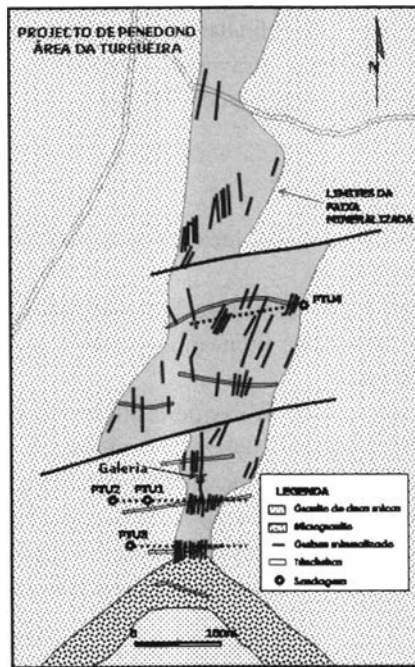 PROJECTO DE PENEDONO
ÁREA DA TURGUEIRA
N
LIMITES DA
FAIXA
MINERALIZADA
PTU4
Galeria
PTU2 PTU1
PTU3
LEGENDA
Granito de duas micas
Microgranito
Quartzo mineralizado
Trincheiras
Sondagem
0 100m